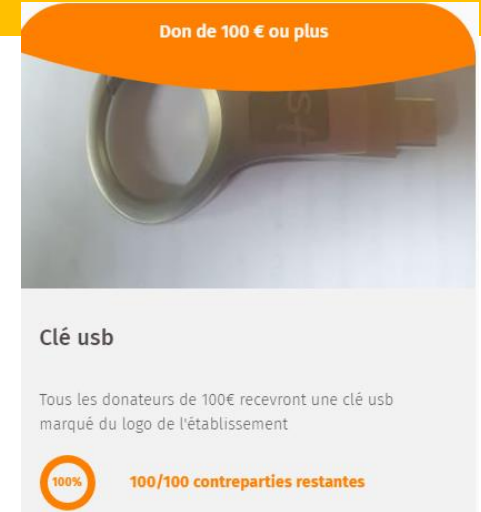 Don de 100 € ou plus
Clé usb
Tous les donateurs de 100€ recevront une clé usb
marqué du logo de l'établissement
100%
100/100 contreparties restantes